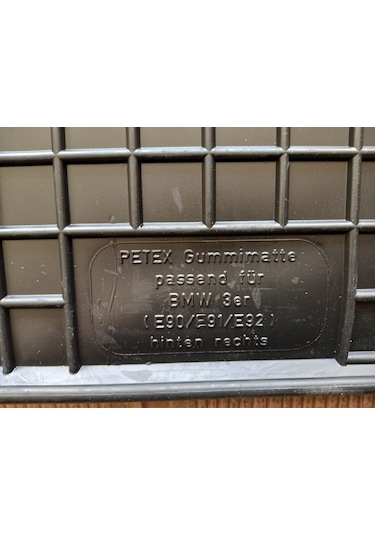 PETEX Gummimatte
passend für
BMW 3er
(E90/E91/E92)
hinten rechts